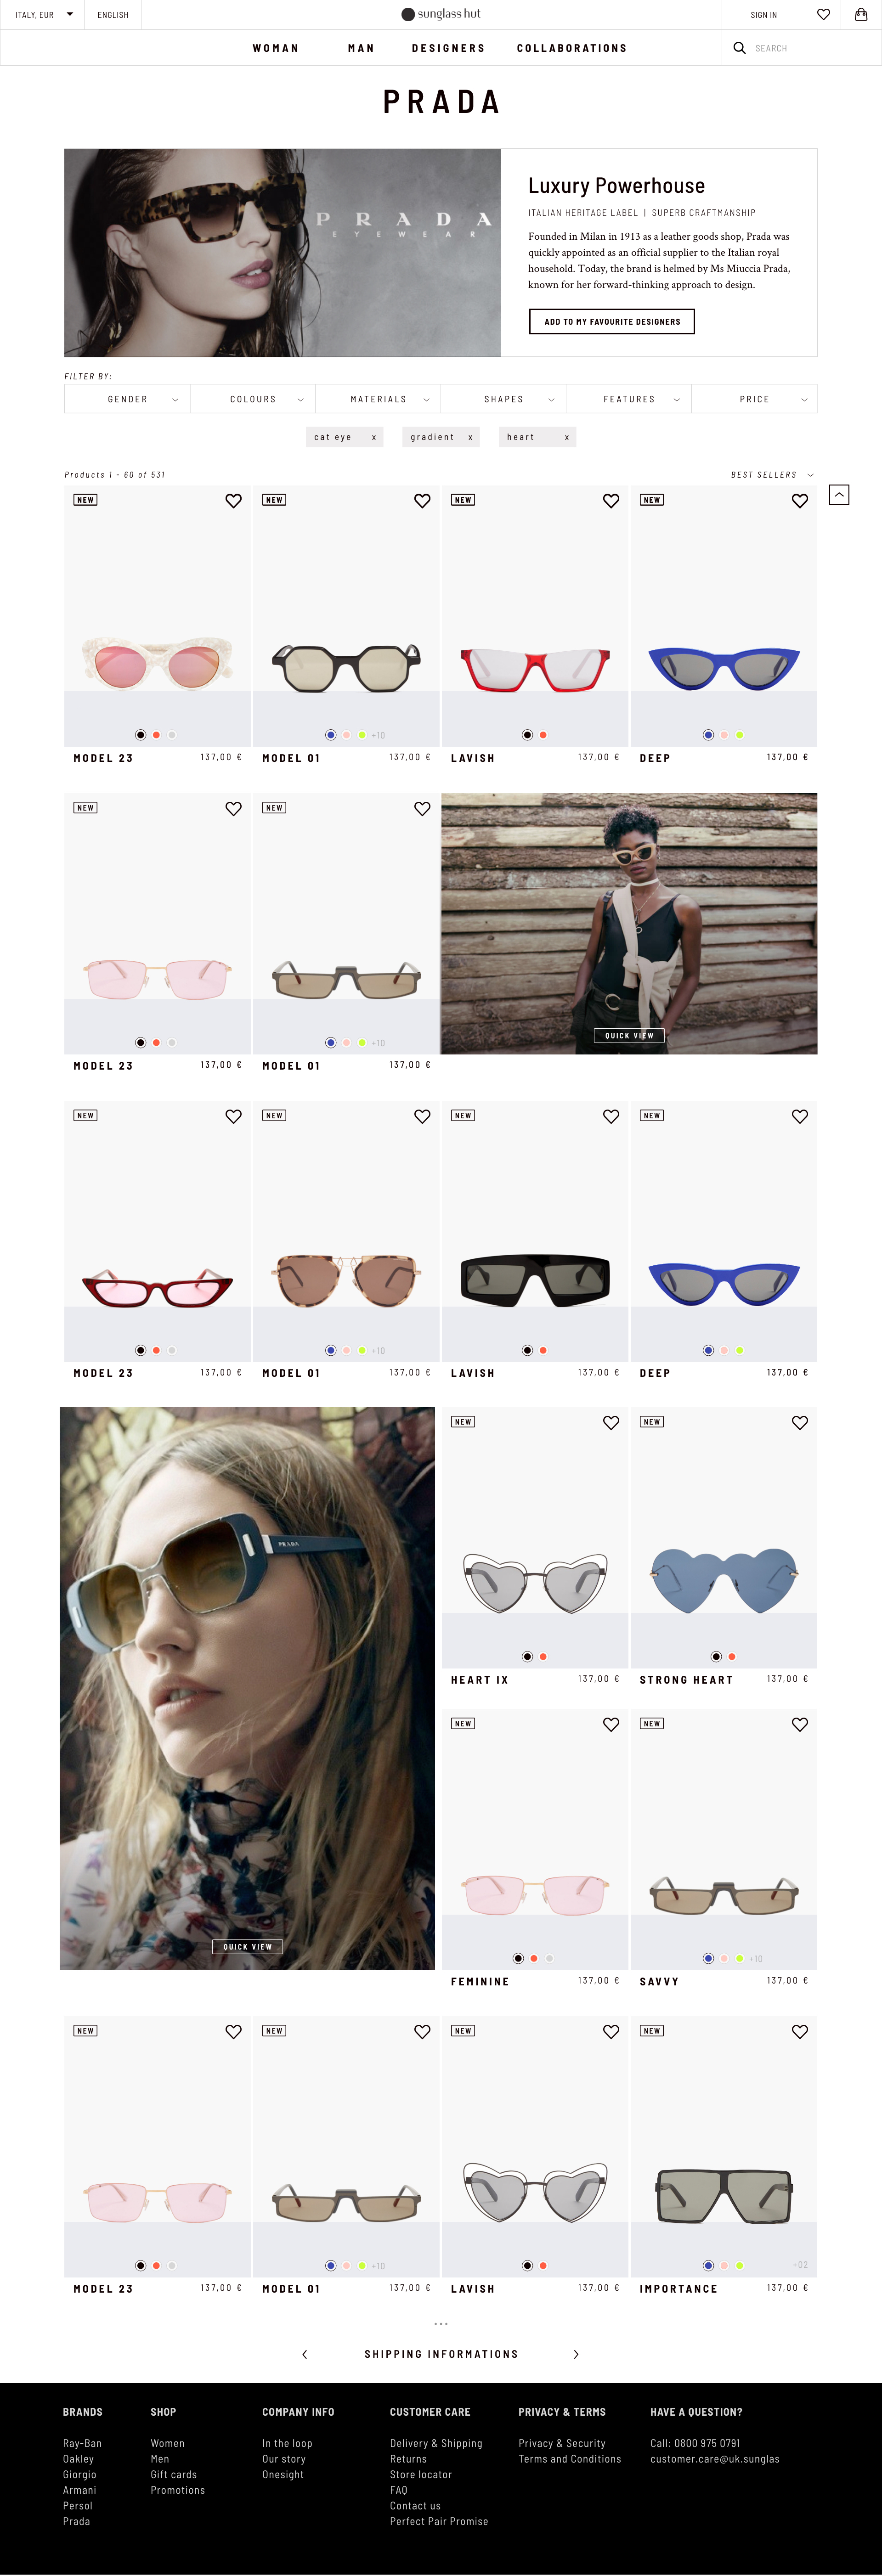 ITALY, EUR
ENGLISH
sunglass hut
SIGN IN
WOMAN
MAN
DESIGNERS
COLLABORATIONS
SEARCH
PRADA
PRADA
EYEWEAR
Luxury Powerhouse
ITALIAN HERITAGE LABEL | SUPERB CRAFTMANSHIP
Founded in Milan in 1913 as a leather goods shop, Prada was
quickly appointed as an official supplier to the Italian royal
household. Today, the brand is helmed by Ms Miuccia Prada,
known for her forward-thinking approach to design.
ADD TO MY FAVOURITE DESIGNERS
FILTER BY:
GENDER
COLOURS
MATERIALS
SHAPES
FEATURES
PRICE
cat eye x
gradient x
heart x
Products 1 - 60 of 531
BEST SELLERS
NEW
NEW
NEW
NEW
+10
MODEL 23 137,00 €
MODEL 01 137,00 €
LAVISH 137,00 €
DEEP 137,00 €
NEW
NEW
QUICK VIEW
+10
MODEL 23 137,00 €
MODEL 01 137,00 €
NEW
NEW
NEW
NEW
+10
MODEL 23 137,00 €
MODEL 01 137,00 €
LAVISH 137,00 €
DEEP 137,00 €
NEW
NEW
PRADA
HEART IX 137,00 €
STRONG HEART 137,00 €
NEW
NEW
QUICK VIEW
+10
FEMININE 137,00 €
SAVVY 137,00 €
NEW
NEW
NEW
NEW
+10
+02
MODEL 23 137,00 €
MODEL 01 137,00 €
LAVISH 137,00 €
IMPORTANCE 137,00 €
...
SHIPPING INFORMATIONS
BRANDS
Ray-Ban
Oakley
Giorgio
Armani
Persol
Prada
SHOP
Women
Men
Gift cards
Promotions
COMPANY INFO
In the loop
Our story
Onesight
CUSTOMER CARE
Delivery & Shipping
Returns
Store locator
FAQ
Contact us
Perfect Pair Promise
PRIVACY & TERMS
Privacy & Security
Terms and Conditions
HAVE A QUESTION?
Call: 0800 975 0791
customer.care@uk.sunglas